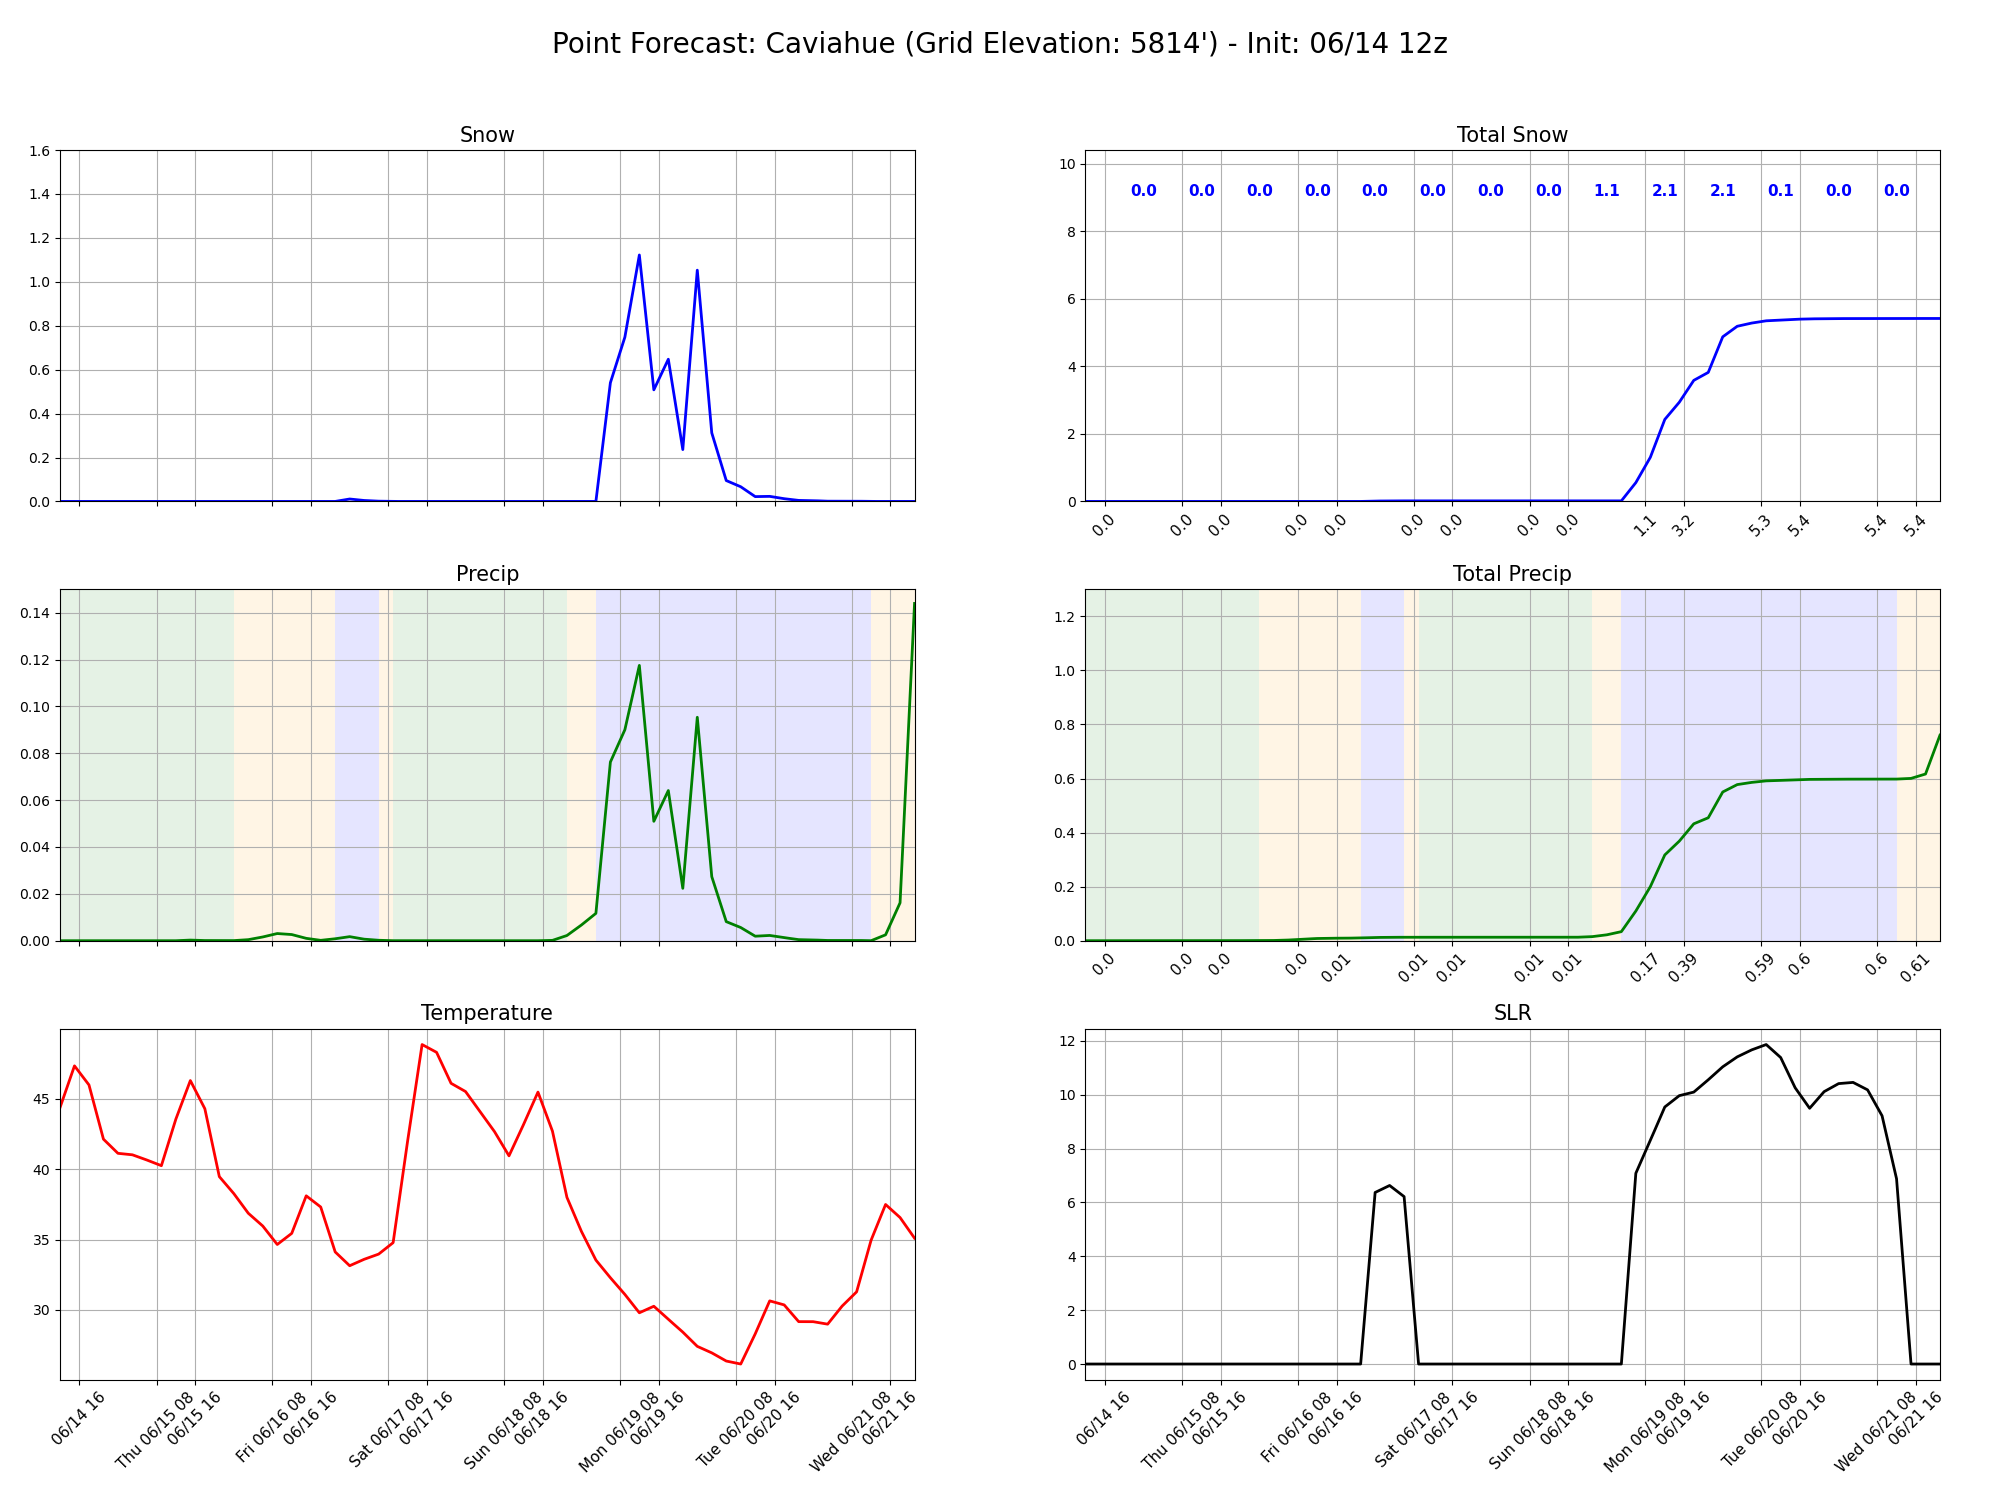 Point Forecast: Caviahue (Grid Elevation: 5814') - Init: 06/14 12z
Snow
1.6
1.4
1.2
1.0
0.8
0.6
0.4
0.2
0.0
Total Snow
10
8
6
4
2
0
0.0 0.0 0.0 0.0 0.0 0.0 0.0 0.0 1.1 2.1 2.1 0.1 0.0 0.0
0.0 0.0 0.0 0.0 0.0 0.0 0.0 0.0 0.0 1.1 3.2 5.3 5.4 5.4 5.4
Precip
0.14
0.12
0.10
0.08
0.06
0.04
0.02
0.00
Total Precip
1.2
1.0
0.8
0.6
0.4
0.2
0.0
0.0 0.0 0.0 0.0 0.01 0.01 0.01 0.01 0.01 0.17 0.39 0.59 0.6 0.6 0.61
Temperature
45
40
35
30
06/14 16
Thu 06/15 08
06/15 16
Fri 06/16 08
06/16 16
Sat 06/17 08
06/17 16
Sun 06/18 08
06/18 16
Mon 06/19 08
06/19 16
Tue 06/20 08
06/20 16
Wed 06/21 08
06/21 16
SLR
12
10
8
6
4
2
0
06/14 16
Thu 06/15 08
06/15 16
Fri 06/16 08
06/16 16
Sat 06/17 08
06/17 16
Sun 06/18 08
06/18 16
Mon 06/19 08
06/19 16
Tue 06/20 08
06/20 16
Wed 06/21 08
06/21 16